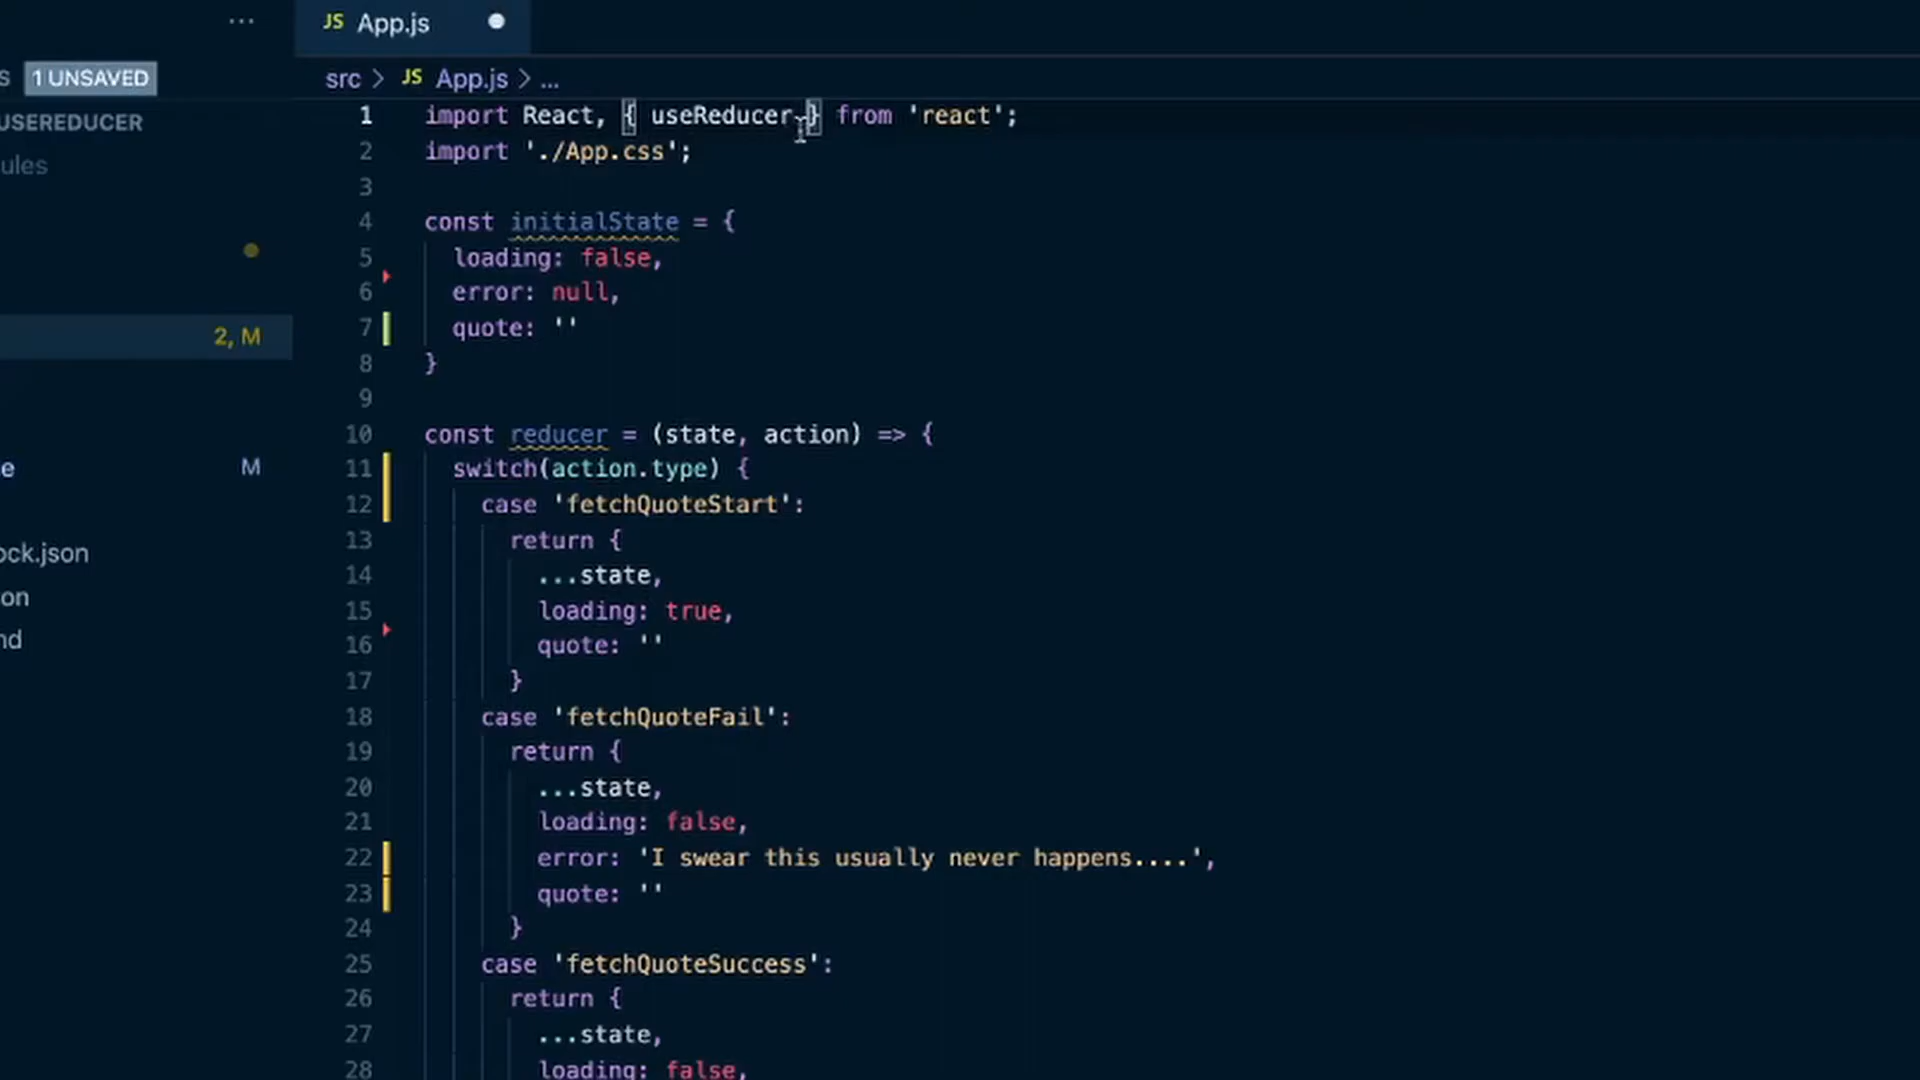 ...
JS App.js
S 1 UNSAVED
USEREDUCER
ules
2, M
e M
ock.json
on
nd
src > JS App.js > ...
1 import React, { useReducer } from 'react';
2 import './App.css';
3
4 const initialState = {
5 loading: false,
6 error: null,
7 quote: ''
8 }
9
10 const reducer = (state, action) => {
11 switch(action.type) {
12 case 'fetchQuoteStart':
13 return {
14 ...state,
15 loading: true,
16 quote: ''
17 }
18 case 'fetchQuoteFail':
19 return {
20 ...state,
21 loading: false,
22 error: 'I swear this usually never happens....',
23 quote: ''
24 }
25 case 'fetchQuoteSuccess':
26 return {
27 ...state,
28 loading: false,